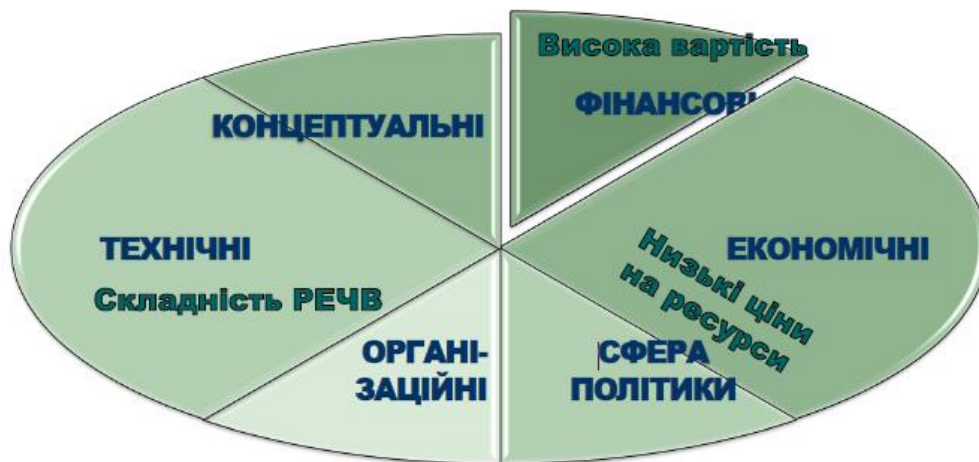 Висока вартість
ФІНАНСОВІ
КОНЦЕПТУАЛЬНІ
ТЕХНІЧНІ
Складність РЕЧВ
ЕКОНОМІЧНІ
Низькі ціни
на ресурси
ОРГАНІ-
ЗАЦІЙНІ
СФЕРА
ПОЛІТИКИ